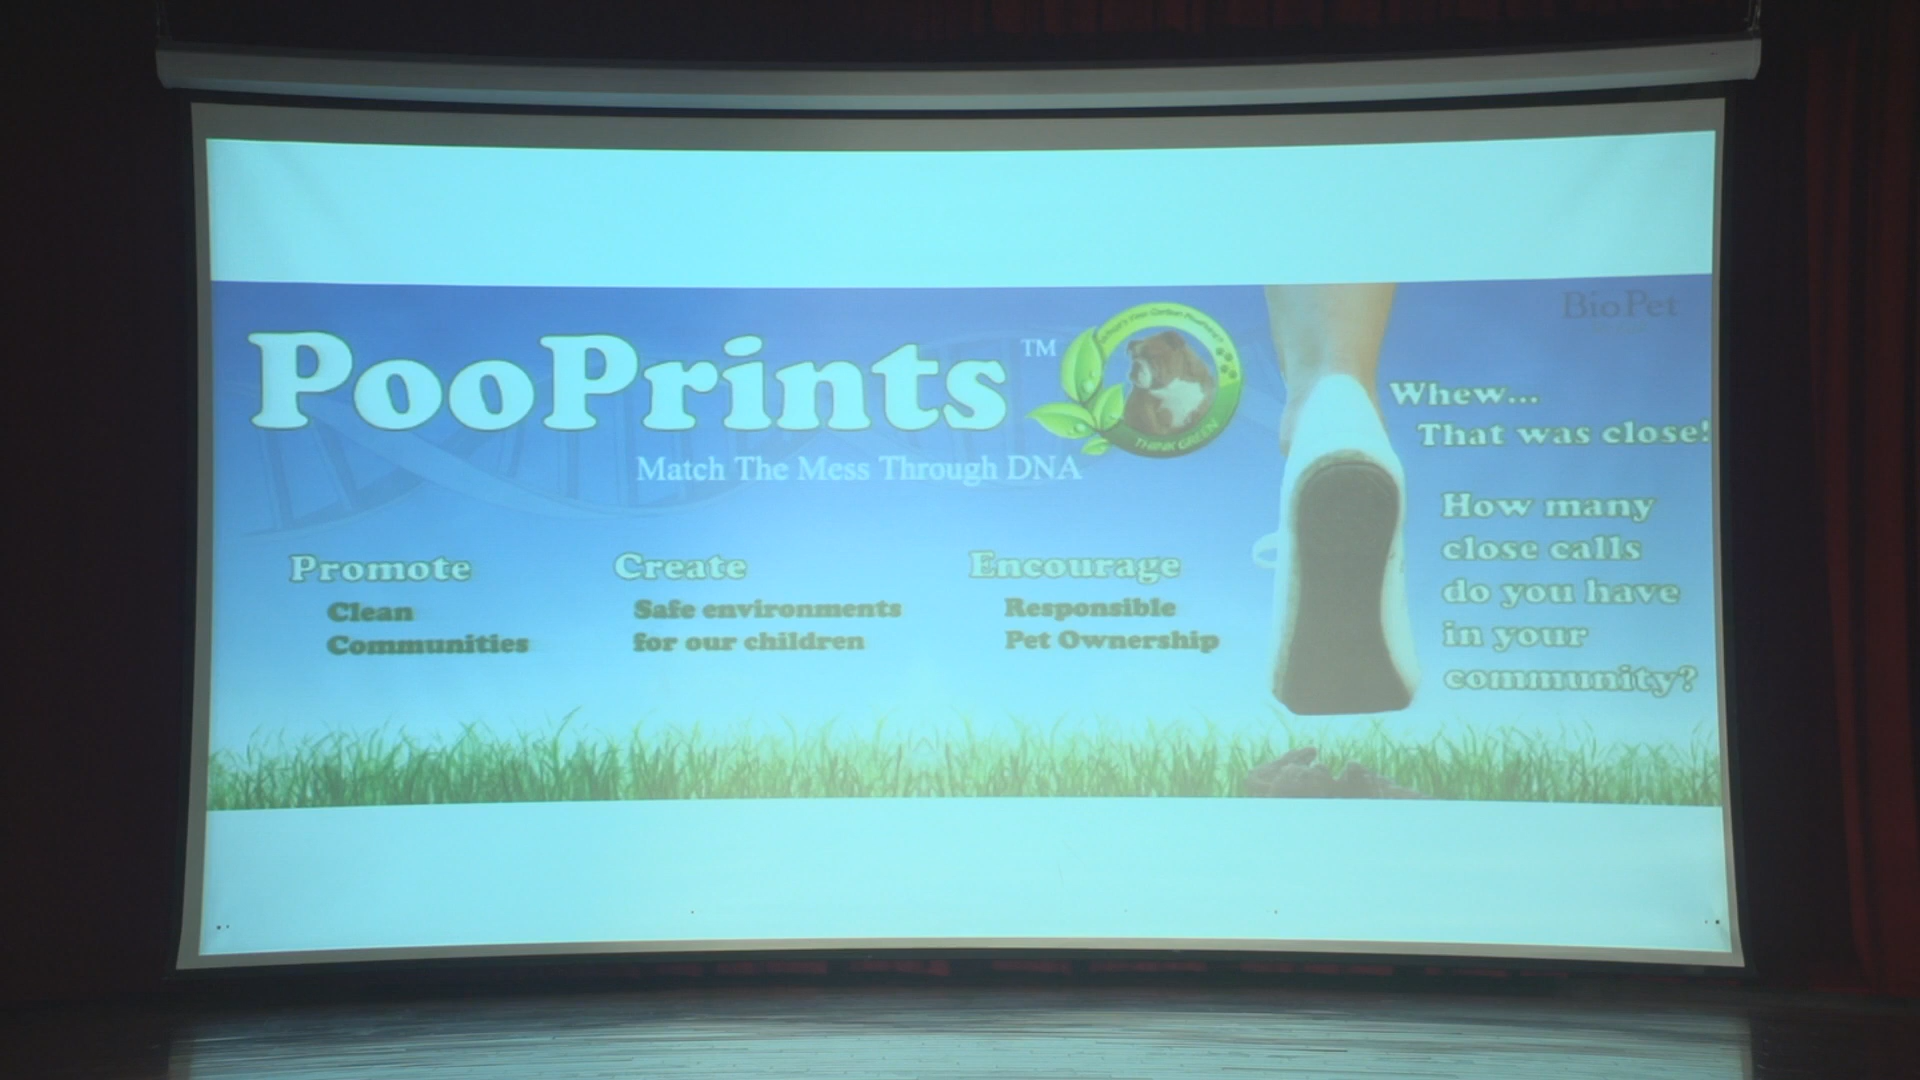 BioPet
PooPrints™
Match The Mess Through DNA
THINK GREEN
Promote
Clean
Communities
Create
Safe environments
for our children
Encourage
Responsible
Pet Ownership
Whew...
That was close!
How many
close calls
do you have
in your
community?